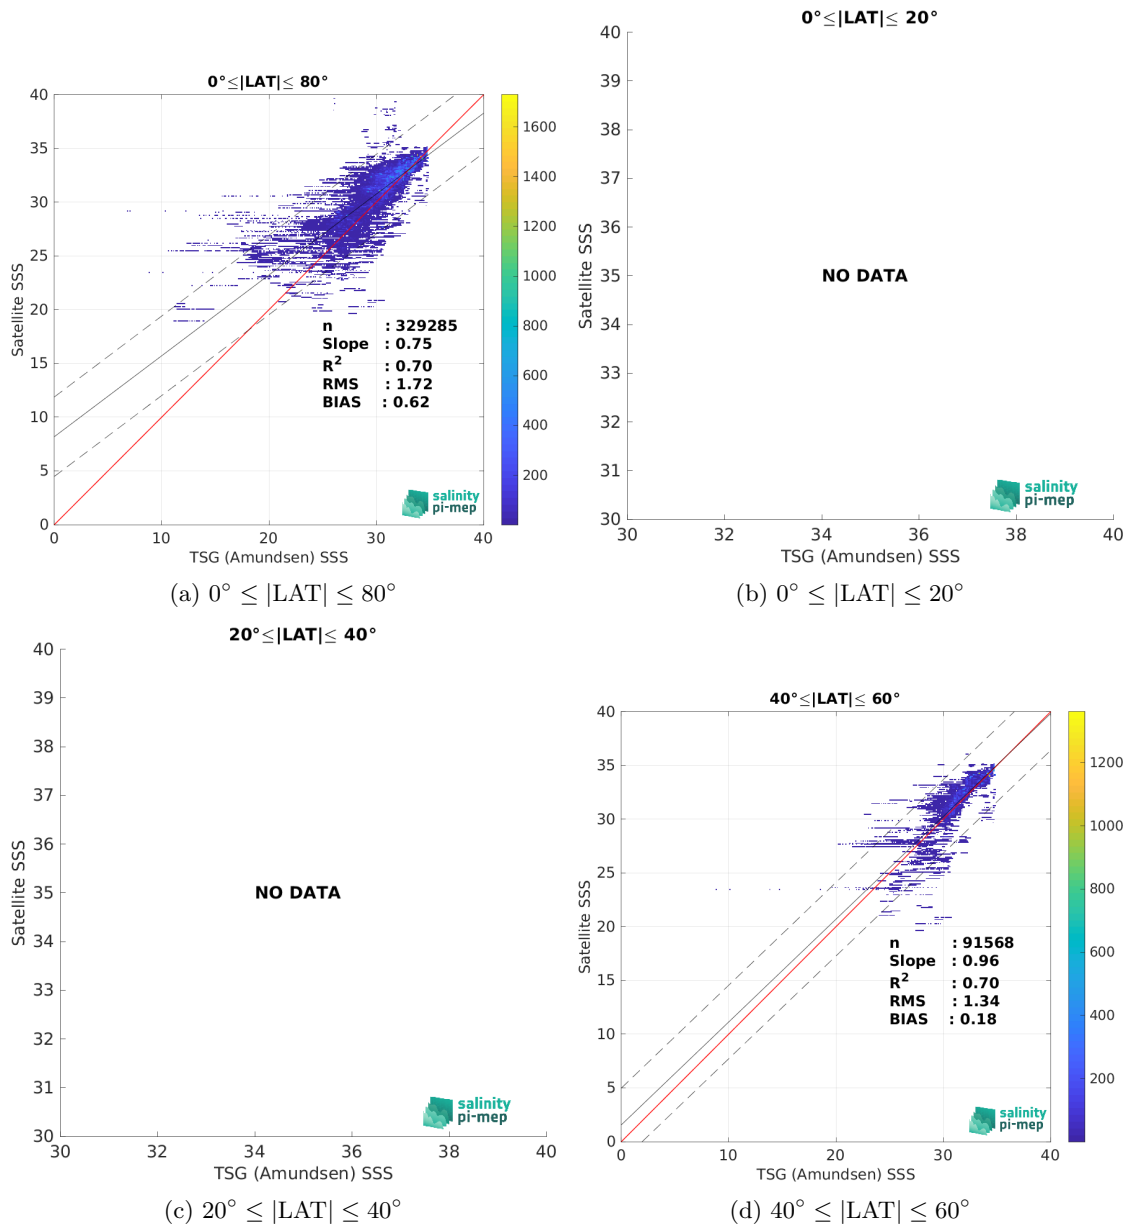 0°≤|LAT|≤ 80°
40
35
30
25
20
15
10
5
0
0
10
20
30
40
Satellite SSS
TSG (Amundsen) SSS
n : 329285
Slope : 0.75
R2 : 0.70
RMS : 1.72
BIAS : 0.62
1600
1400
1200
1000
800
600
400
200
salinity
pi-mep
(a) 0° ≤ |LAT| ≤ 80°
0°≤|LAT|≤ 20°
40
39
38
37
36
35
34
33
32
31
30
30
32
34
36
38
40
Satellite SSS
TSG (Amundsen) SSS
NO DATA
salinity
pi-mep
(b) 0° ≤ |LAT| ≤ 20°
20°≤|LAT|≤ 40°
40
39
38
37
36
35
34
33
32
31
30
30
32
34
36
38
40
Satellite SSS
TSG (Amundsen) SSS
NO DATA
salinity
pi-mep
(c) 20° ≤ |LAT| ≤ 40°
40°≤|LAT|≤ 60°
40
35
30
25
20
15
10
5
0
0
10
20
30
40
Satellite SSS
TSG (Amundsen) SSS
n : 91568
Slope : 0.96
R2 : 0.70
RMS : 1.34
BIAS : 0.18
1200
1000
800
600
400
200
salinity
pi-mep
(d) 40° ≤ |LAT| ≤ 60°